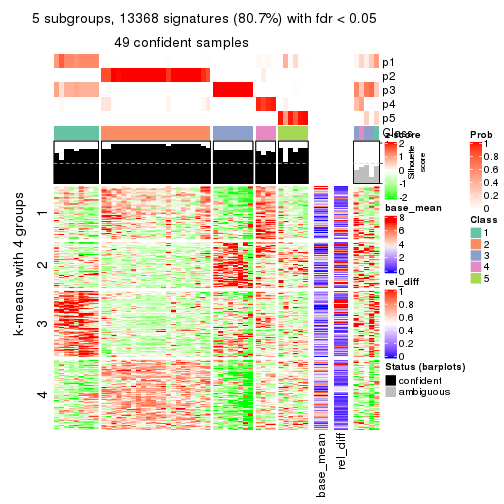 5 subgroups, 13368 signatures (80.7%) with fdr < 0.05
49 confident samples
p1
p2
p3
p4
p5
Class
Silhouette
score
k-means with 4 groups
1
2
3
4
base_mean
rel_diff
z-score
2
1
0
-1
-2
base_mean
8
6
4
2
0
rel_diff
1
0.8
0.6
0.4
0.2
0
Status (barplots)
confident
ambiguous
Prob
1
0.8
0.6
0.4
0.2
0
Class
1
2
3
4
5